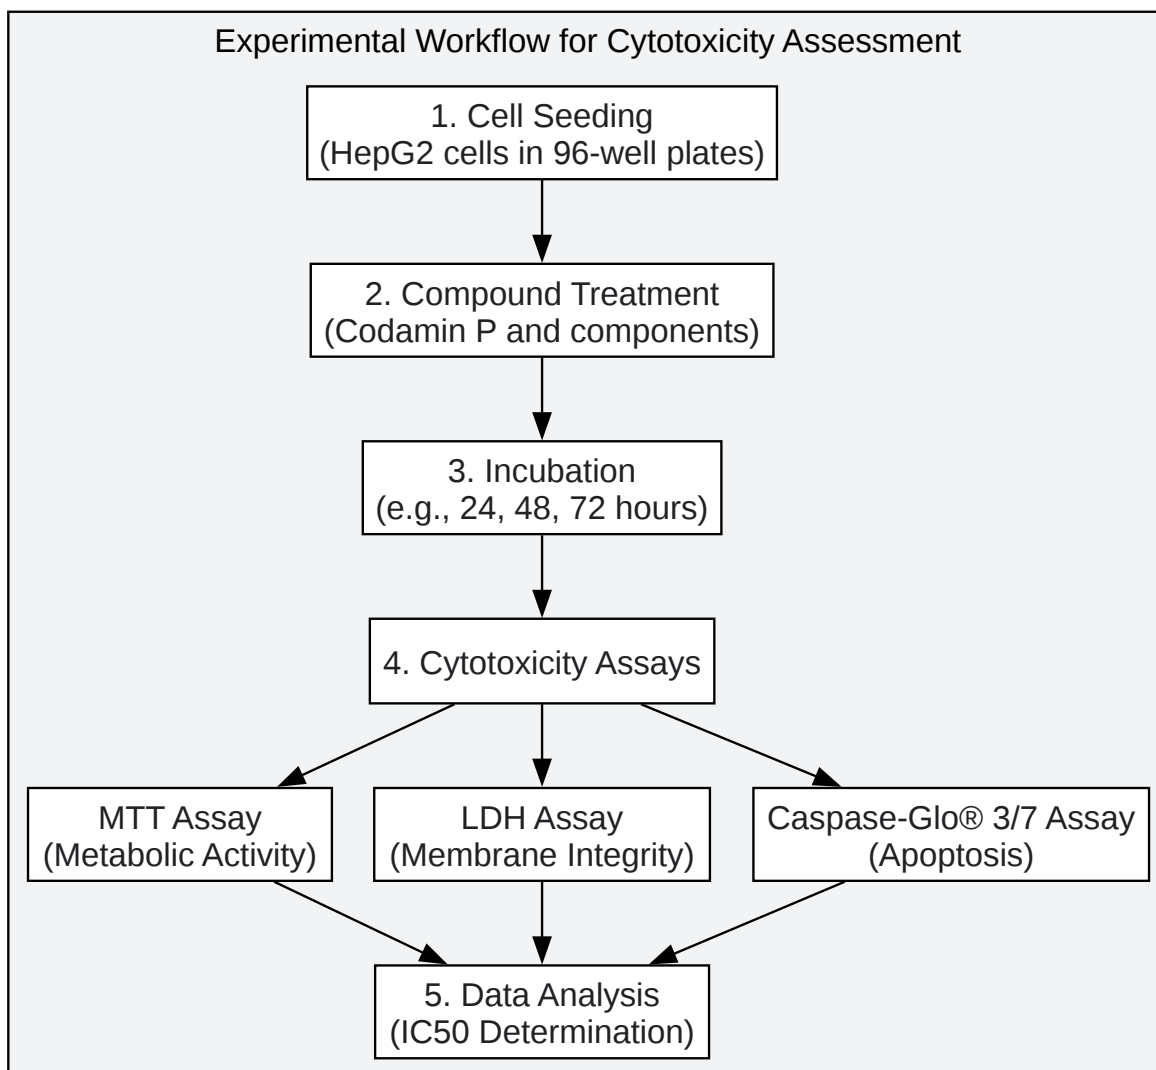 Experimental Workflow for Cytotoxicity Assessment
1. Cell Seeding
(HepG2 cells in 96-well plates)
2. Compound Treatment
(Codamin P and components)
3. Incubation
(e.g., 24, 48, 72 hours)
4. Cytotoxicity Assays
MTT Assay
(Metabolic Activity)
LDH Assay
(Membrane Integrity)
Caspase-Glo® 3/7 Assay
(Apoptosis)
5. Data Analysis
(IC50 Determination)